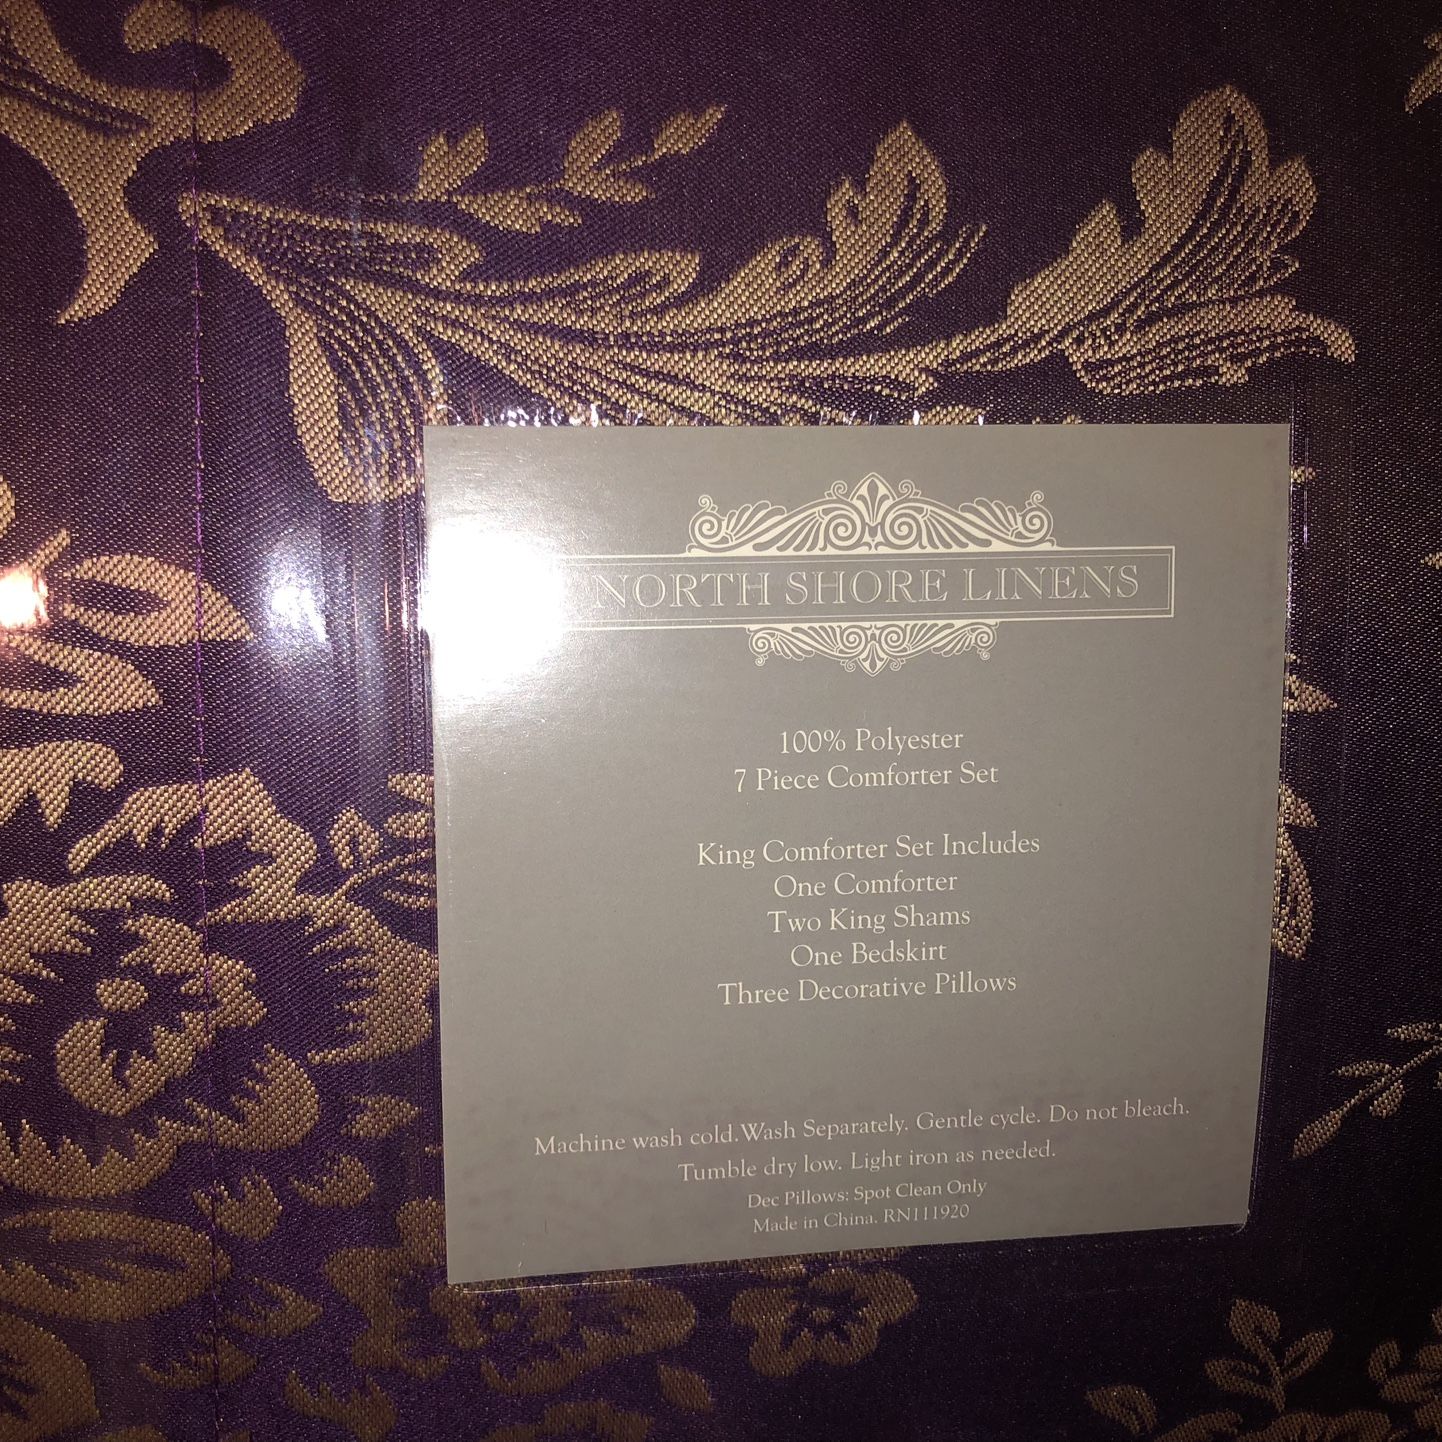 NORTH SHORE LINENS
100% Polyester
7 Piece Comforter Set
King Comforter Set Includes
One Comforter
Two King Shams
One Bedskirt
Three Decorative Pillows
Machine wash cold.Wash Separately. Gentle cycle. Do not bleach.
Tumble dry low. Light iron as needed.
Dec Pillows: Spot Clean Only
Made in China. RN111920